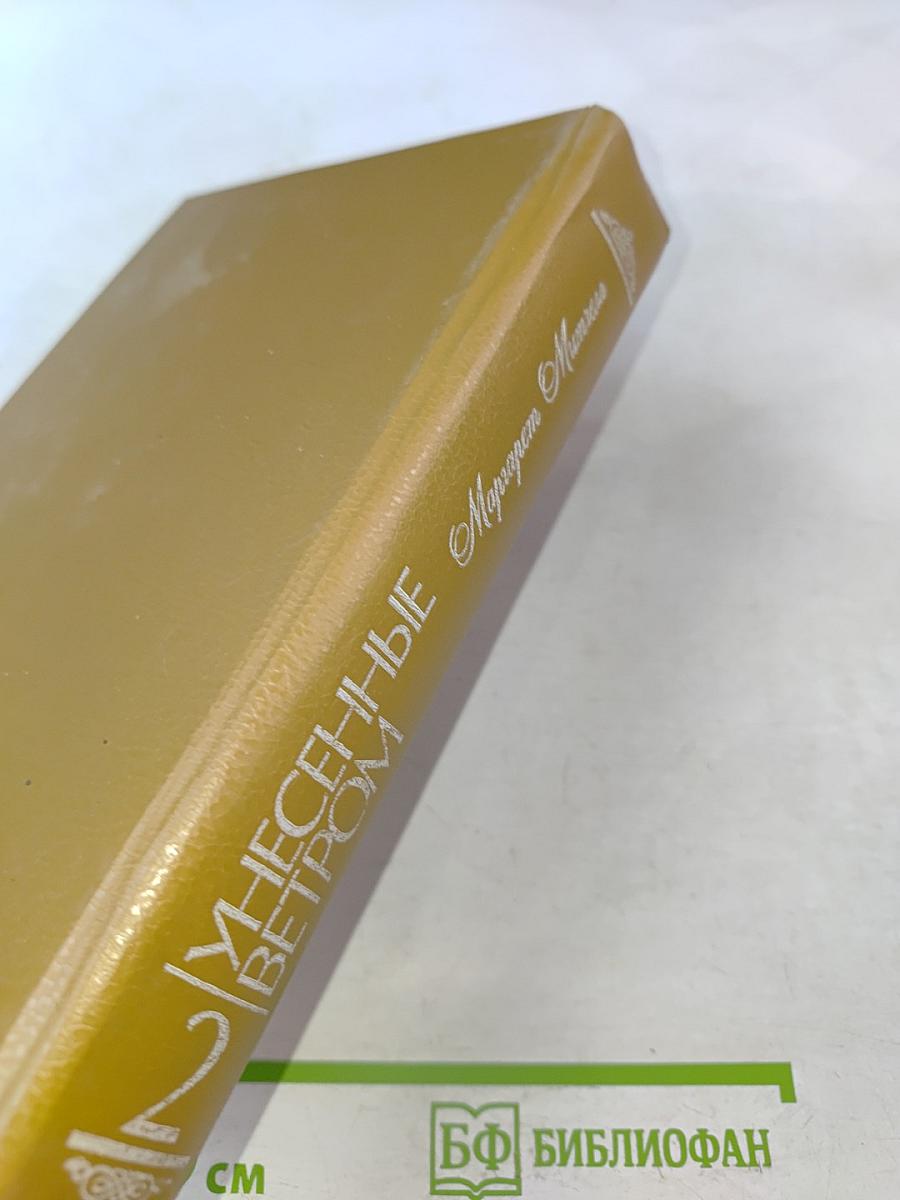 Маргарет Митчелл
УНЕСЕННЫЕ
ВЕТРОМ
2
см
БФ БИБЛИОФАН